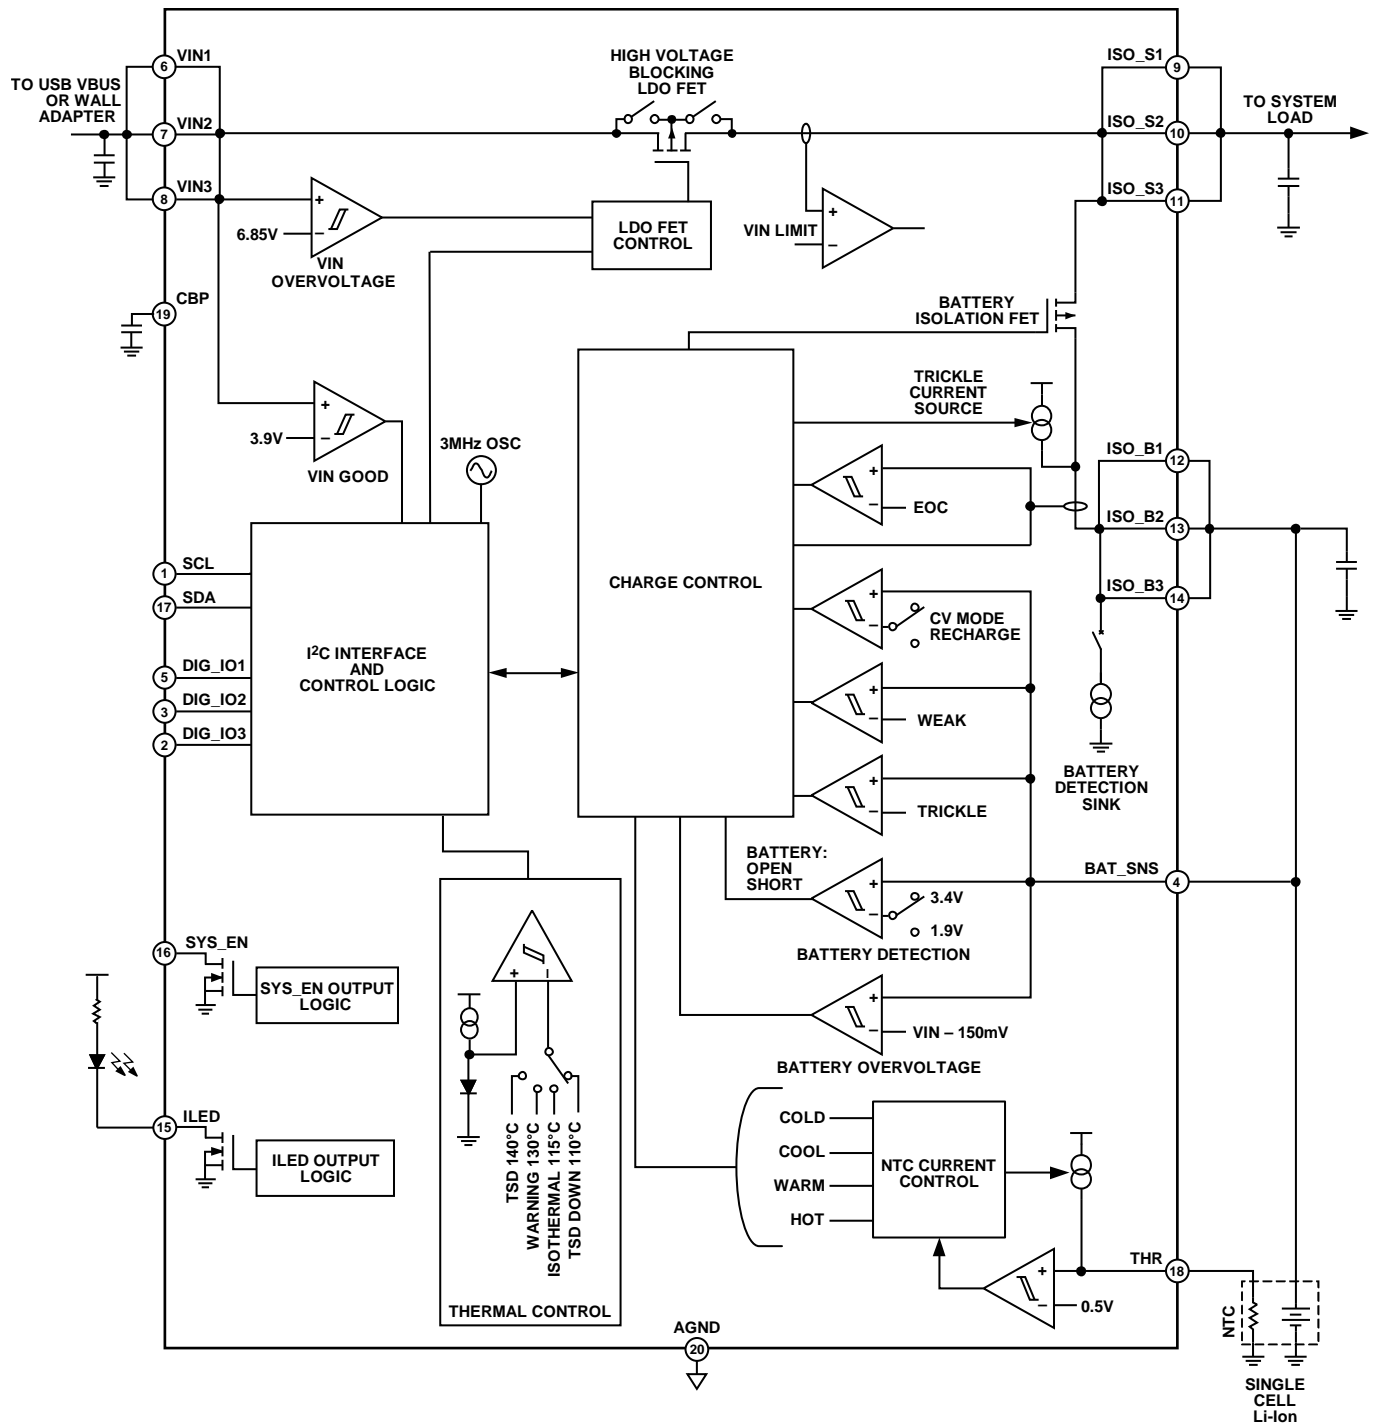 TO USB VBUS
OR WALL
ADAPTER
6
VIN1
7
VIN2
8
VIN3
HIGH VOLTAGE
BLOCKING
LDO FET
ISO_S1
9
ISO_S2
10
ISO_S3
11
TO SYSTEM
LOAD
+
6.85V
–
VIN
OVERVOLTAGE
LDO FET
CONTROL
VIN LIMIT
+
–
CBP
19
BATTERY
ISOLATION FET
TRICKLE
CURRENT
SOURCE
+
3.9V
–
VIN GOOD
3MHz OSC
ISO_B1
12
ISO_B2
13
ISO_B3
14
+
–
EOC
SCL
1
SDA
17
DIG_IO1
5
DIG_IO2
3
DIG_IO3
2
I2C INTERFACE
AND
CONTROL LOGIC
CHARGE CONTROL
+
–
CV MODE
RECHARGE
+
–
WEAK
+
–
TRICKLE
BATTERY
DETECTION
SINK
BATTERY:
OPEN
SHORT
+
–
3.4V
1.9V
BATTERY DETECTION
BAT_SNS
4
+
–
VIN – 150mV
BATTERY OVERVOLTAGE
16
SYS_EN
SYS_EN OUTPUT
LOGIC
15
ILED
ILED OUTPUT
LOGIC
+
–
TSD 140°C
WARNING 130°C
ISOTHERMAL 115°C
TSD DOWN 110°C
THERMAL CONTROL
COLD
COOL
WARM
HOT
NTC CURRENT
CONTROL
+
–
0.5V
THR
18
NTC
SINGLE
CELL
Li-Ion
AGND
20